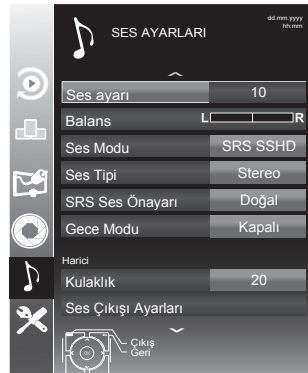 SES AYARLARI
dd.mm.yyyy
hh:mm
Ses ayarı 10
Balans L R
Ses Modu SRS SSHD
Ses Tipi Stereo
SRS Ses Önayarı Doğal
Gece Modu Kapalı
Harici
Kulaklık 20
Ses Çıkışı Ayarları
Çıkış
Geri
OK